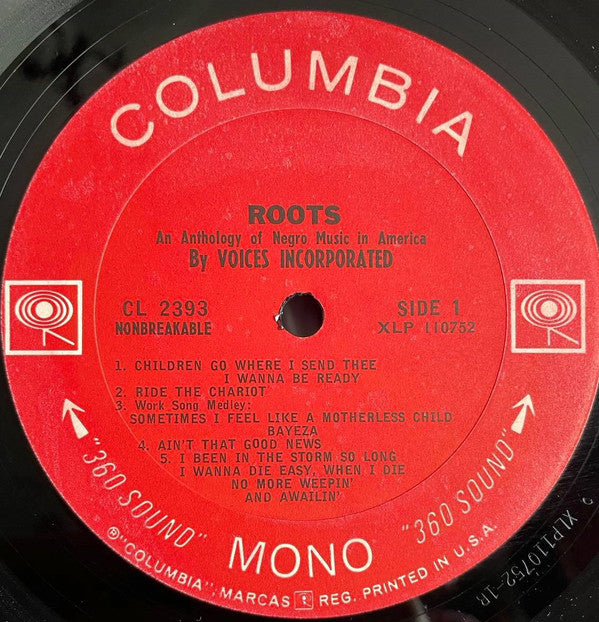 COLUMBIA
ROOTS
An Anthology of Negro Music in America
By VOICES INCORPORATED
CL 2393
NONBREAKABLE
SIDE 1
XLP 110752
1. CHILDREN GO WHERE I SEND THEE
I WANNA BE READY
2. RIDE THE CHARIOT
3. Work Song Medley:
SOMETIMES I FEEL LIKE A MOTHERLESS CHILD
BAYEZA
4. AIN'T THAT GOOD NEWS
5. I BEEN IN THE STORM SO LONG
I WANNA DIE EASY, WHEN I DIE
NO MORE WEEPIN'
AND AWAILIN'
"360 SOUND"
MONO
"360 SOUND"
®"COLUMBIA", MARCAS REG. PRINTED IN U.S.A.
XLP110752-1B